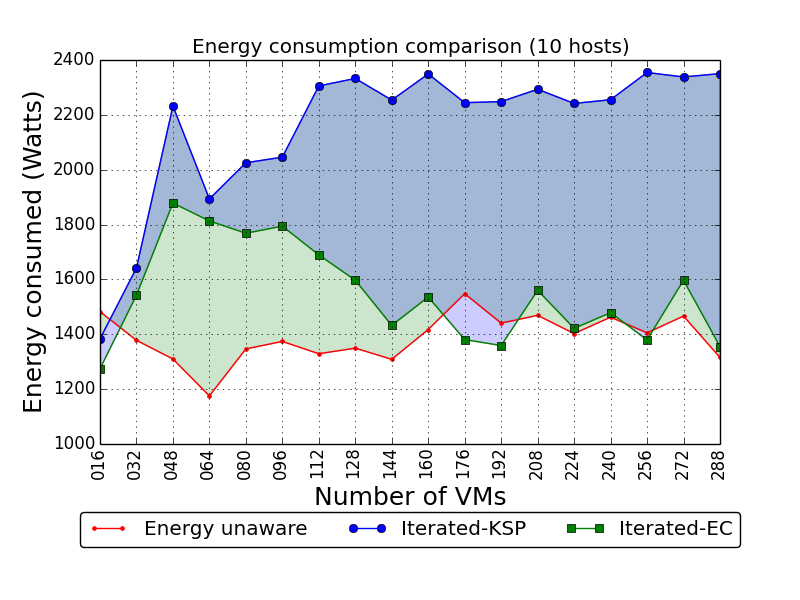 Energy consumption comparison (10 hosts)
Energy consumed (Watts)
2400
2200
2000
1800
1600
1400
1200
1000
016 032 048 064 080 096 112 128 144 160 176 192 208 224 240 256 272 288
Number of VMs
Energy unaware Iterated-KSP Iterated-EC